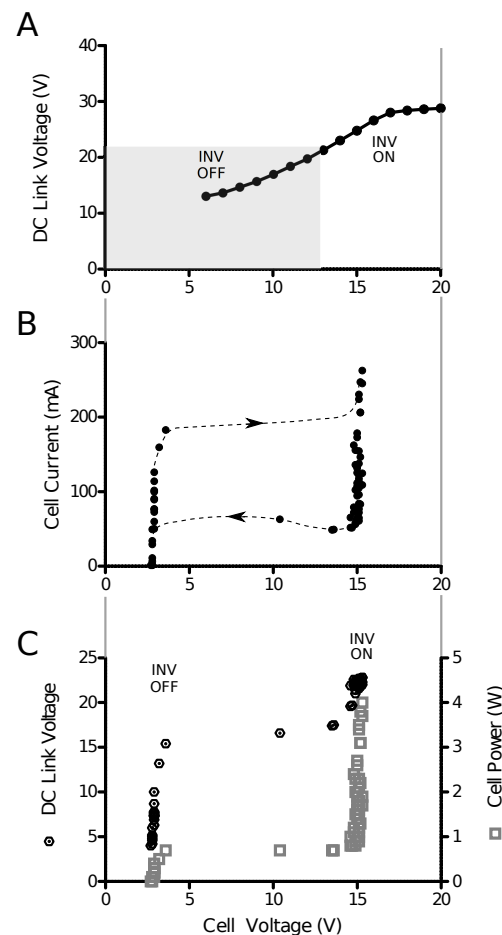 A
DC Link Voltage (V)
40
30
20
10
0
INV
OFF
INV
ON
0 5 10 15 20
B
Cell Current (mA)
300
200
100
0
0 5 10 15 20
C
DC Link Voltage
25
20
15
10
5
0
INV
OFF
INV
ON
5
4
3
2
1
0
Cell Power (W)
0 5 10 15 20
Cell Voltage (V)